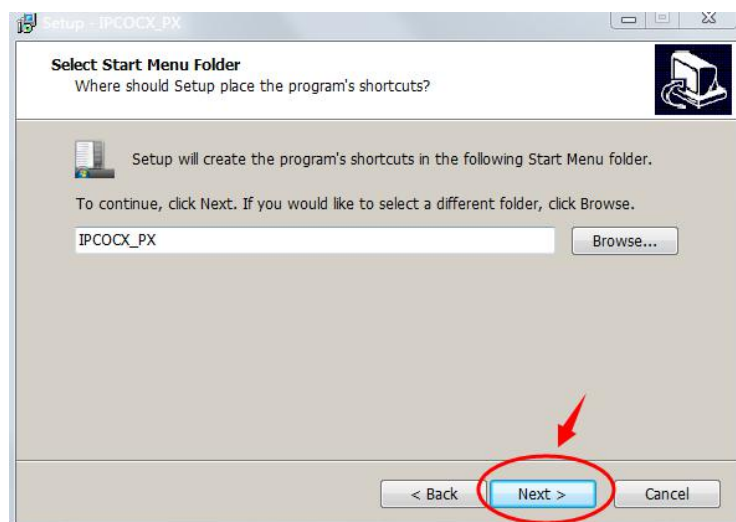 Setup - IPCOCX_PX
Select Start Menu Folder
Where should Setup place the program's shortcuts?
Setup will create the program's shortcuts in the following Start Menu folder.
To continue, click Next. If you would like to select a different folder, click Browse.
IPCOCX_PX
Browse...
< Back
Next >
Cancel